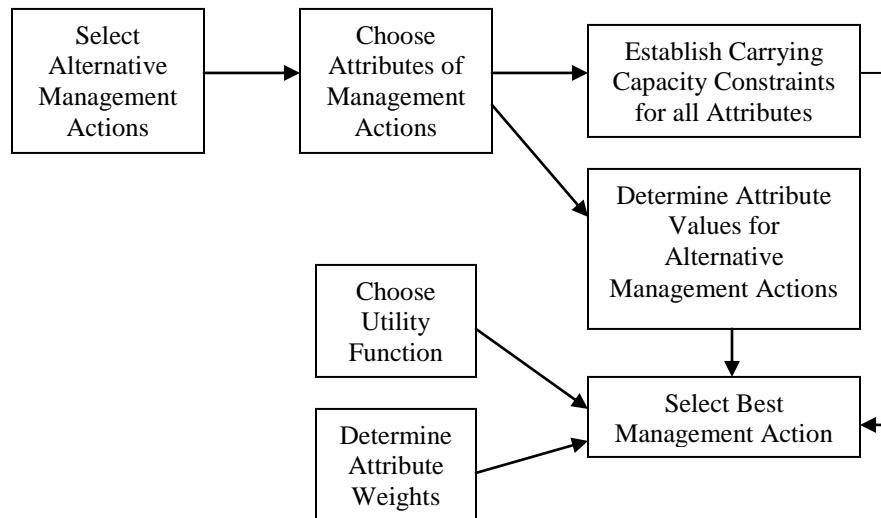 Select
Alternative
Management
Actions
Choose
Attributes of
Management
Actions
Establish Carrying
Capacity Constraints
for all Attributes
Determine Attribute
Values for
Alternative
Management Actions
Choose
Utility
Function
Select Best
Management Action
Determine
Attribute
Weights